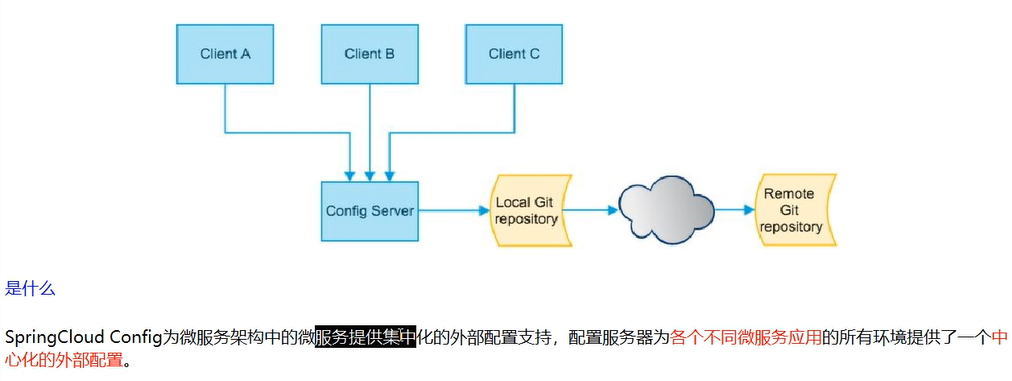 Client A
Client B
Client C
Config Server
Local Git
repository
Remote
Git
repository
是什么
SpringCloud Config为微服务架构中的微服务提供集中化的外部配置支持，配置服务器为各个不同微服务应用的所有环境提供了一个中
心化的外部配置。